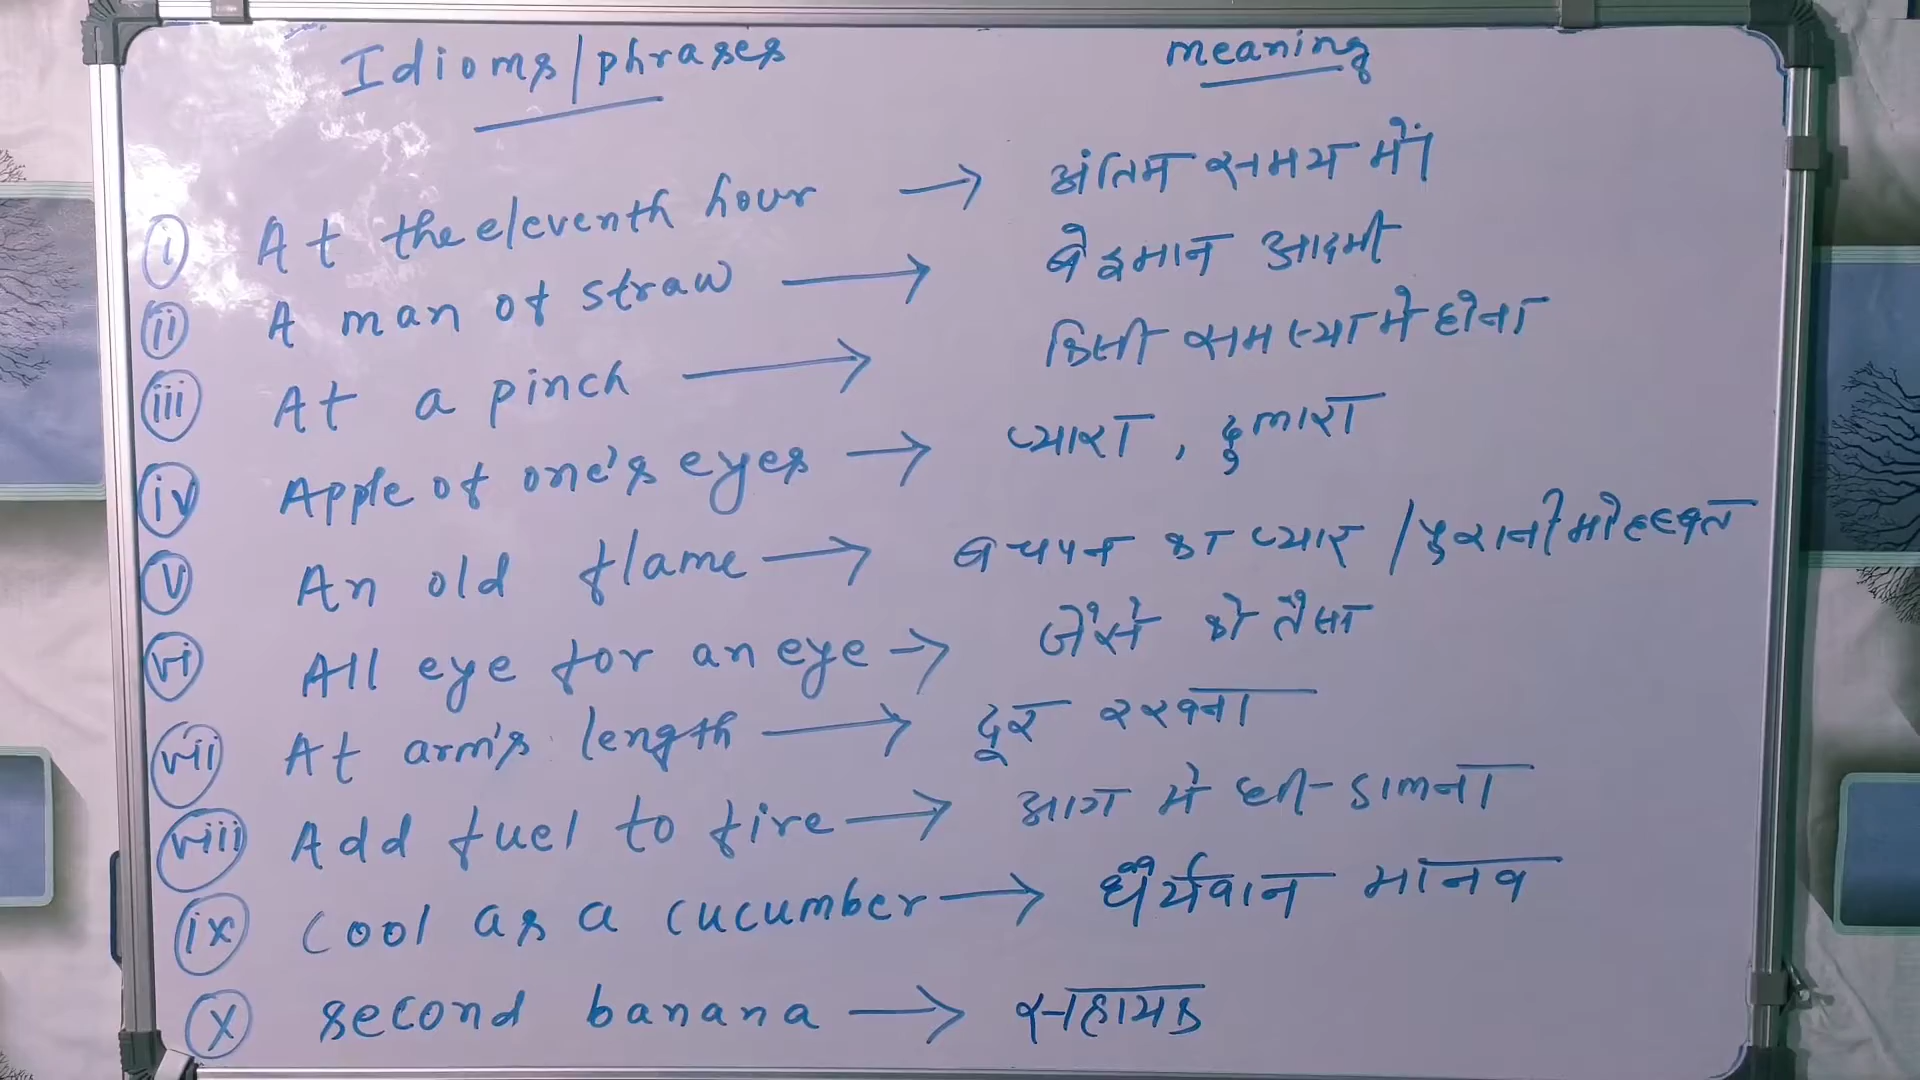 Idioms/phrases meaning
i At the eleventh hour → अंतिम समय में।
ii A man of straw → बेइमान आदमी
iii At a pinch → किसी समस्या मे होना
iv Apple of one's eyes → प्यारा, दुलारा
v An old flame → बचपन का प्यार/पुरानी मोहब्बत
vi All eye for an eye → जैसे को तैसा
vii At arm's length → दूर रखना
viii Add fuel to fire → आग मे घी डालना
ix Cool as a cucumber → धैर्यवान मानव
x second banana → सहायक